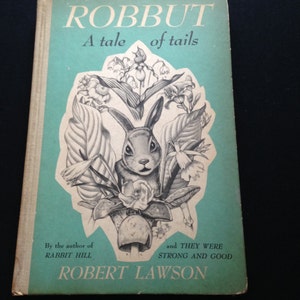 ROBBUT
A tale of tails
By the author of
RABBIT HILL
and THEY WERE
STRONG AND GOOD
ROBERT LAWSON